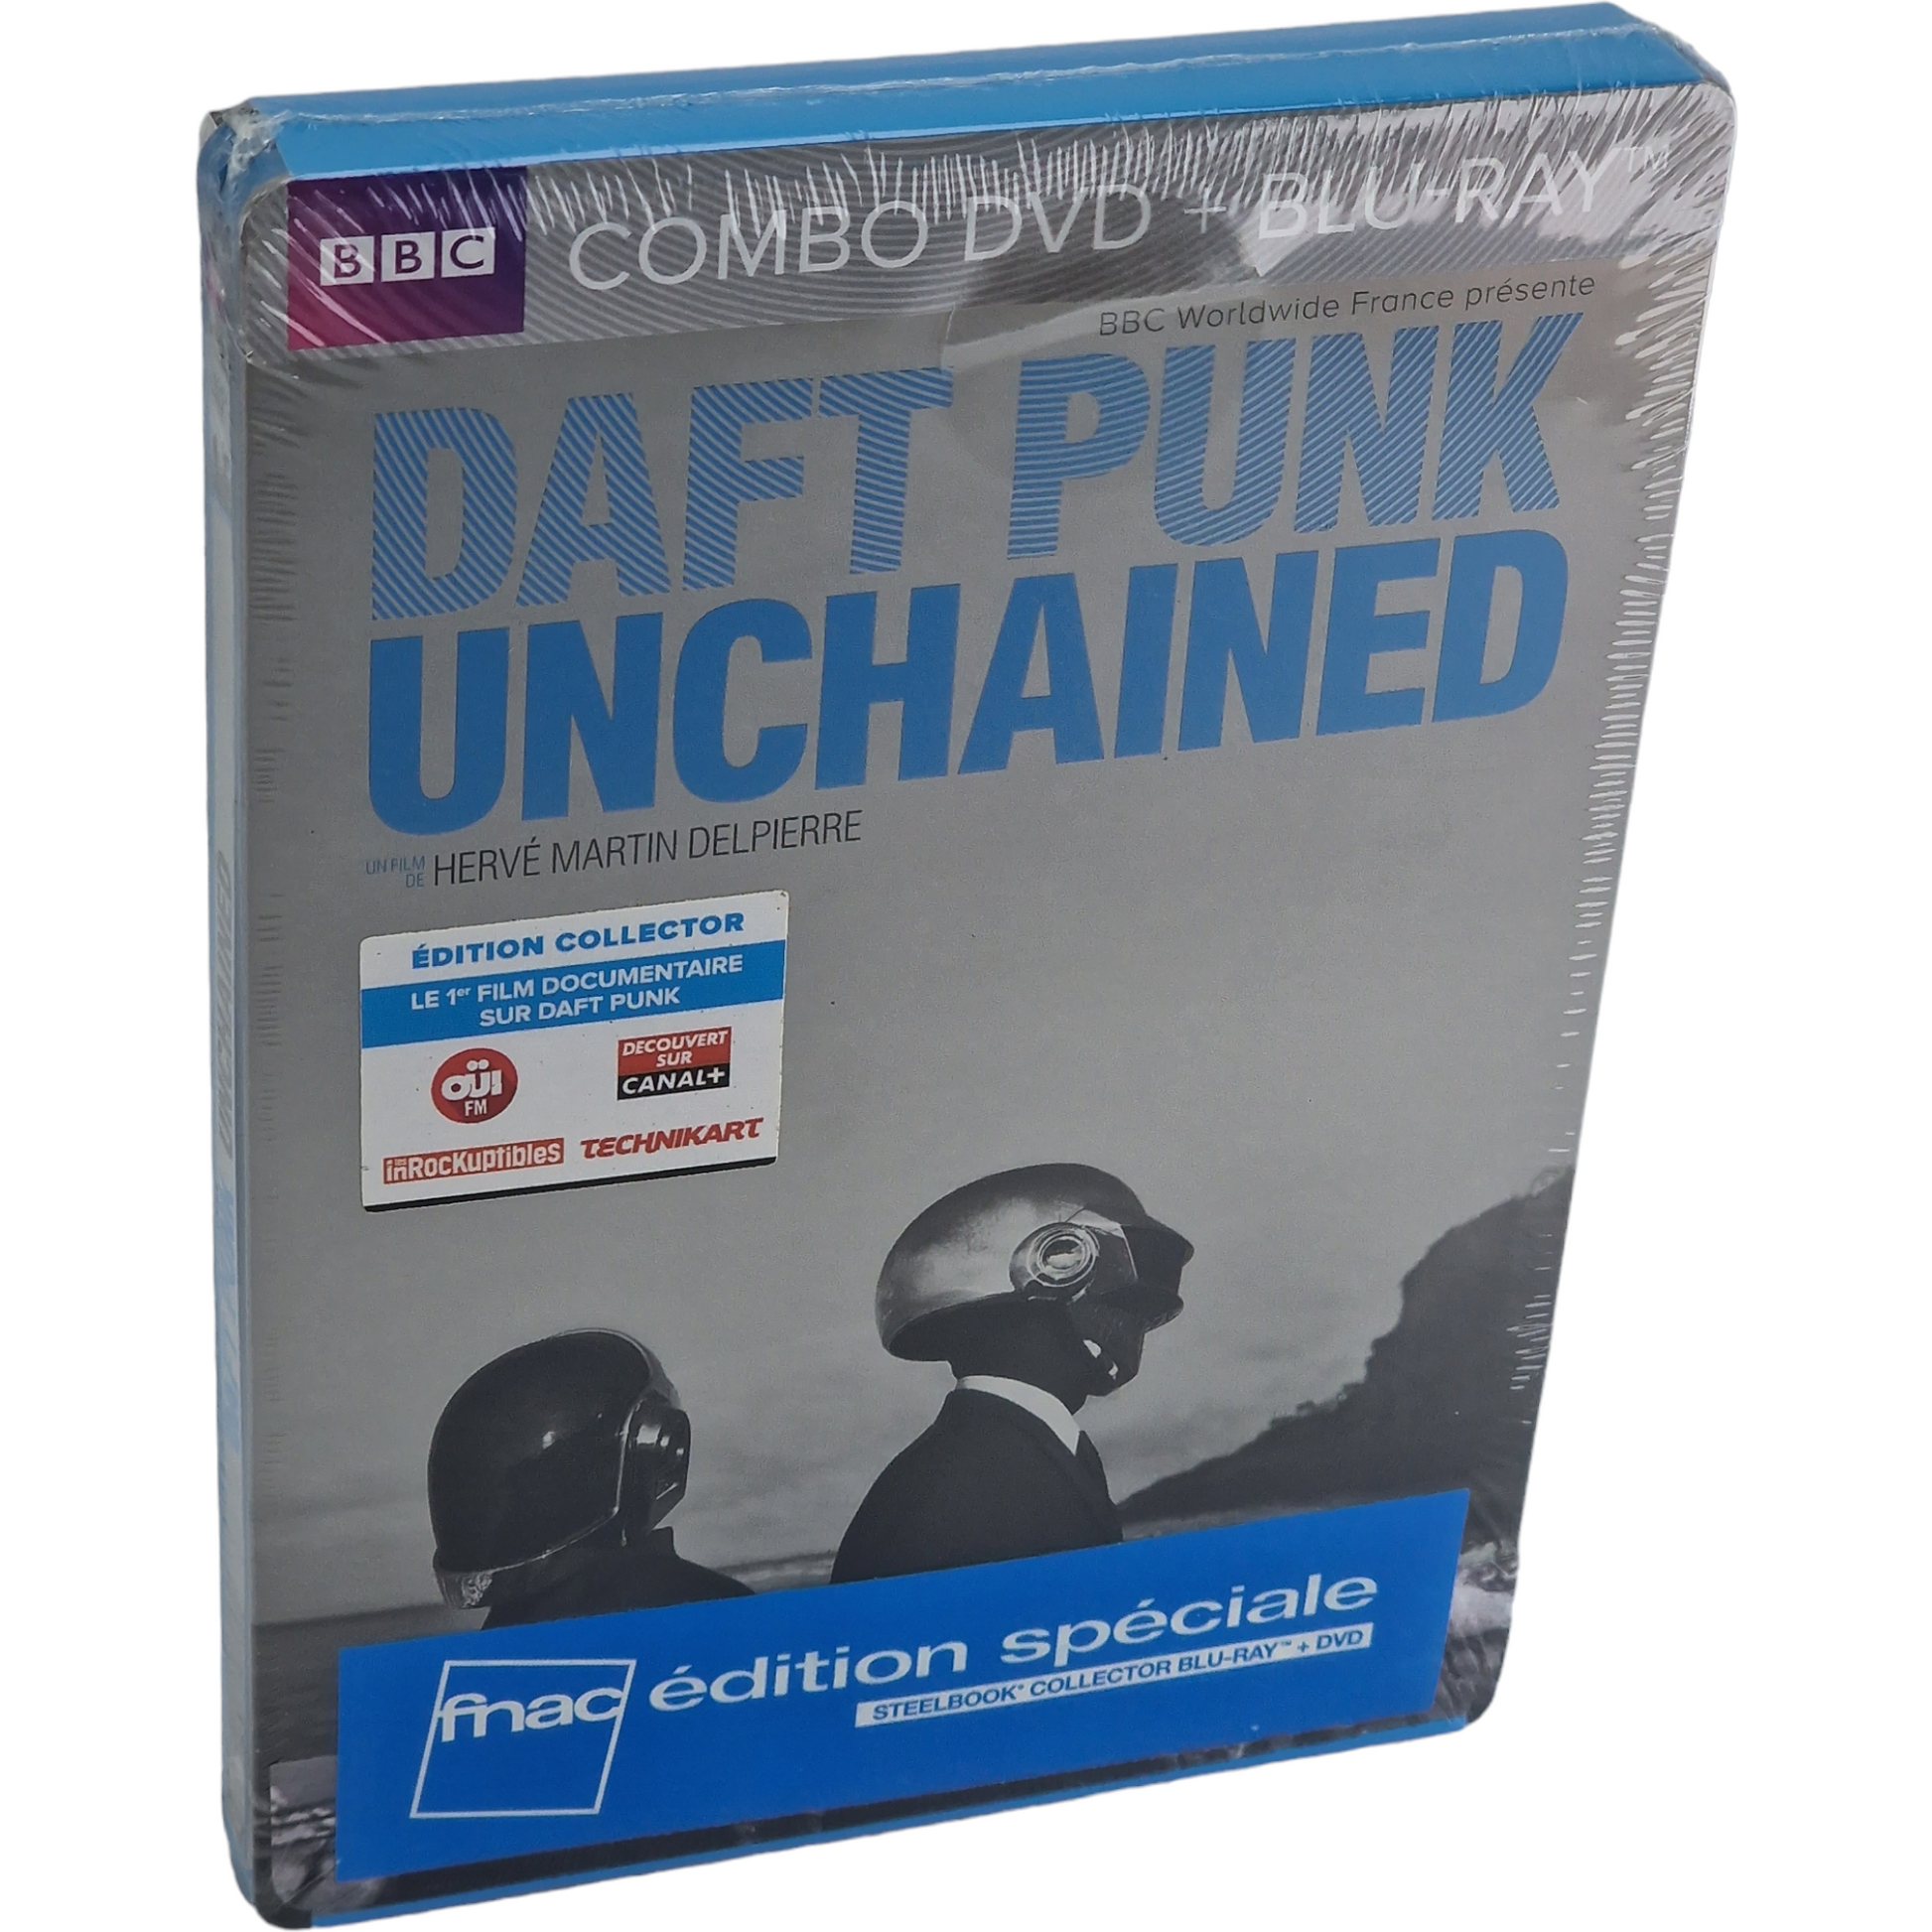 BBC
COMBO DVD + BLU-RAY™
BBC Worldwide France présente
DAFT PUNK
UNCHAINED
UN FILM
DE HERVÉ MARTIN DELPIERRE
ÉDITION COLLECTOR
LE 1er FILM DOCUMENTAIRE
SUR DAFT PUNK
OÜI
FM
DECOUVERT
SUR
CANAL+
les inRocKuptibles
TECHNIKART
fnac édition spéciale
STEELBOOK® COLLECTOR BLU-RAY™ + DVD
UNCHAINED